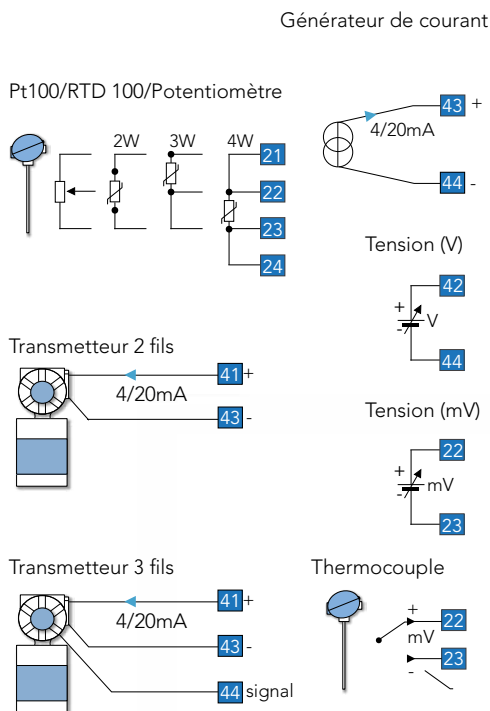 Générateur de courant
Pt100/RTD 100/Potentiomètre
2W 3W 4W
21
22
23
24
43 +
4/20mA
44 -
Tension (V)
42
+
- V
44
Transmetteur 2 fils
41 +
4/20mA
43 -
Tension (mV)
22
+
- mV
23
Transmetteur 3 fils
41 +
4/20mA
43 -
44 signal
Thermocouple
+ 22
mV
23
-